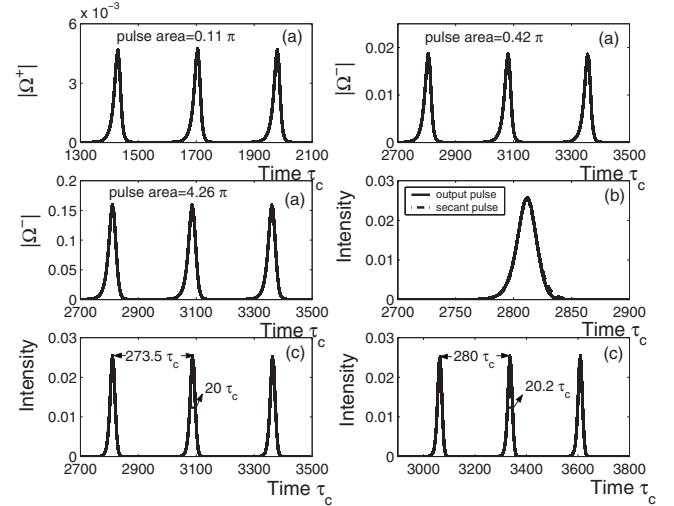 6 × 10⁻³
pulse area=0.11 π
(a)
|Ω⁺|
3
0
1300 1500 1700 1900 2100
Time τc
pulse area=0.42 π
(a)
|Ω⁻|
0.02
0.01
0
2700 2900 3100 3300 3500
Time τc
0.2
pulse area=4.26 π
(a)
|Ω⁻|
0.15
0.1
0.05
0
2700 2900 3100 3300 3500
Time τc
0.03
(b)
output pulse
secant pulse
Intensity
0.02
0.01
0
2700 2750 2800 2850 2900
Time τc
0.03
(c)
273.5 τc
Intensity
0.02
20 τc
0.01
0
2700 2900 3100 3300 3500
Time τc
0.03
(c)
280 τc
Intensity
0.02
20.2 τc
0.01
0
3000 3200 3400 3600 3800
Time τc